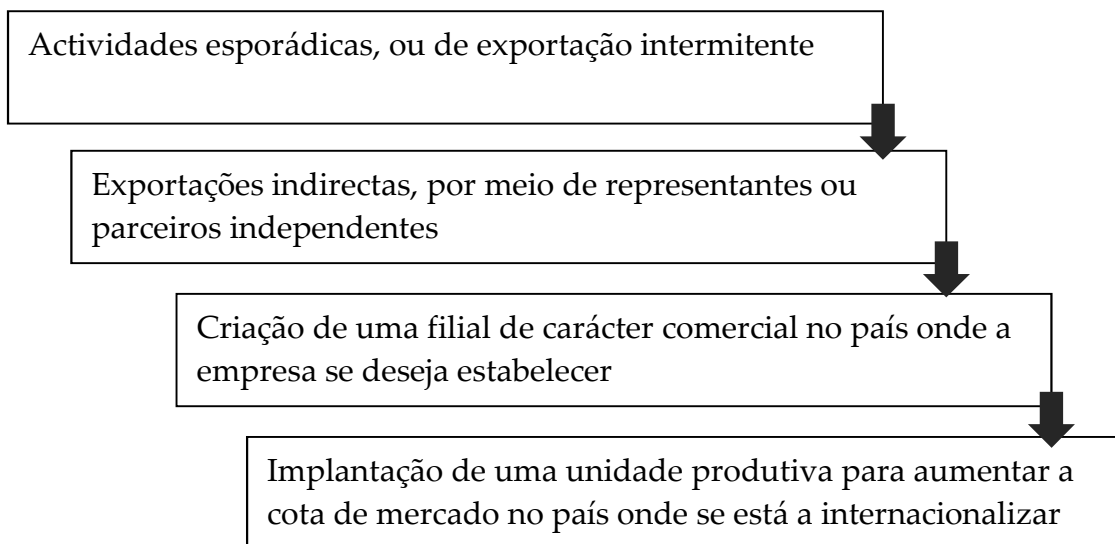 Actividades esporádicas, ou de exportação intermitente
Exportações indirectas, por meio de representantes ou
parceiros independentes
Criação de uma filial de carácter comercial no país onde a
empresa se deseja estabelecer
Implantação de uma unidade produtiva para aumentar a
cota de mercado no país onde se está a internacionalizar